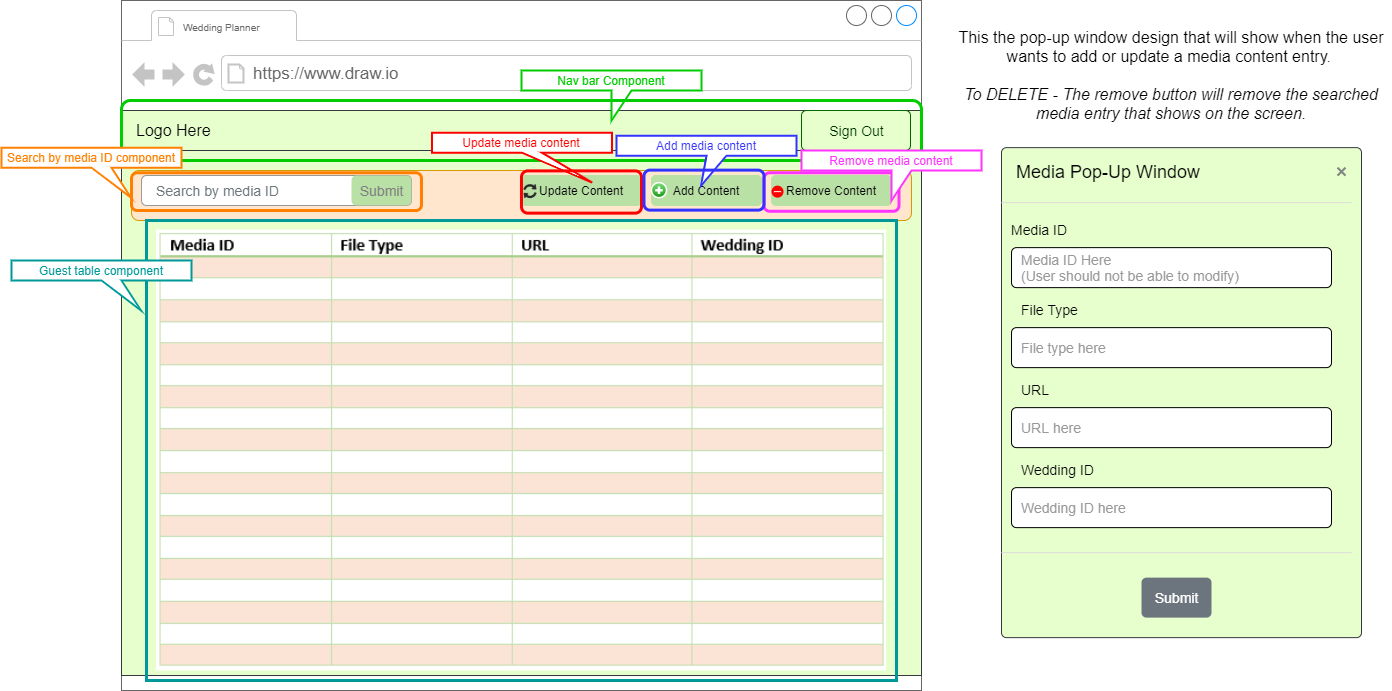 Wedding Planner
https://www.draw.io
Nav bar Component
Logo Here
Sign Out
Update media content
Add media content
Search by media ID component
Remove media content
Search by media ID
Submit
Update Content
Add Content
Remove Content
Media ID
File Type
URL
Wedding ID
Guest table component
This the pop-up window design that will show when the user
wants to add or update a media content entry.
To DELETE - The remove button will remove the searched
media entry that shows on the screen.
Media Pop-Up Window
×
Media ID
Media ID Here
(User should not be able to modify)
File Type
File type here
URL
URL here
Wedding ID
Wedding ID here
Submit